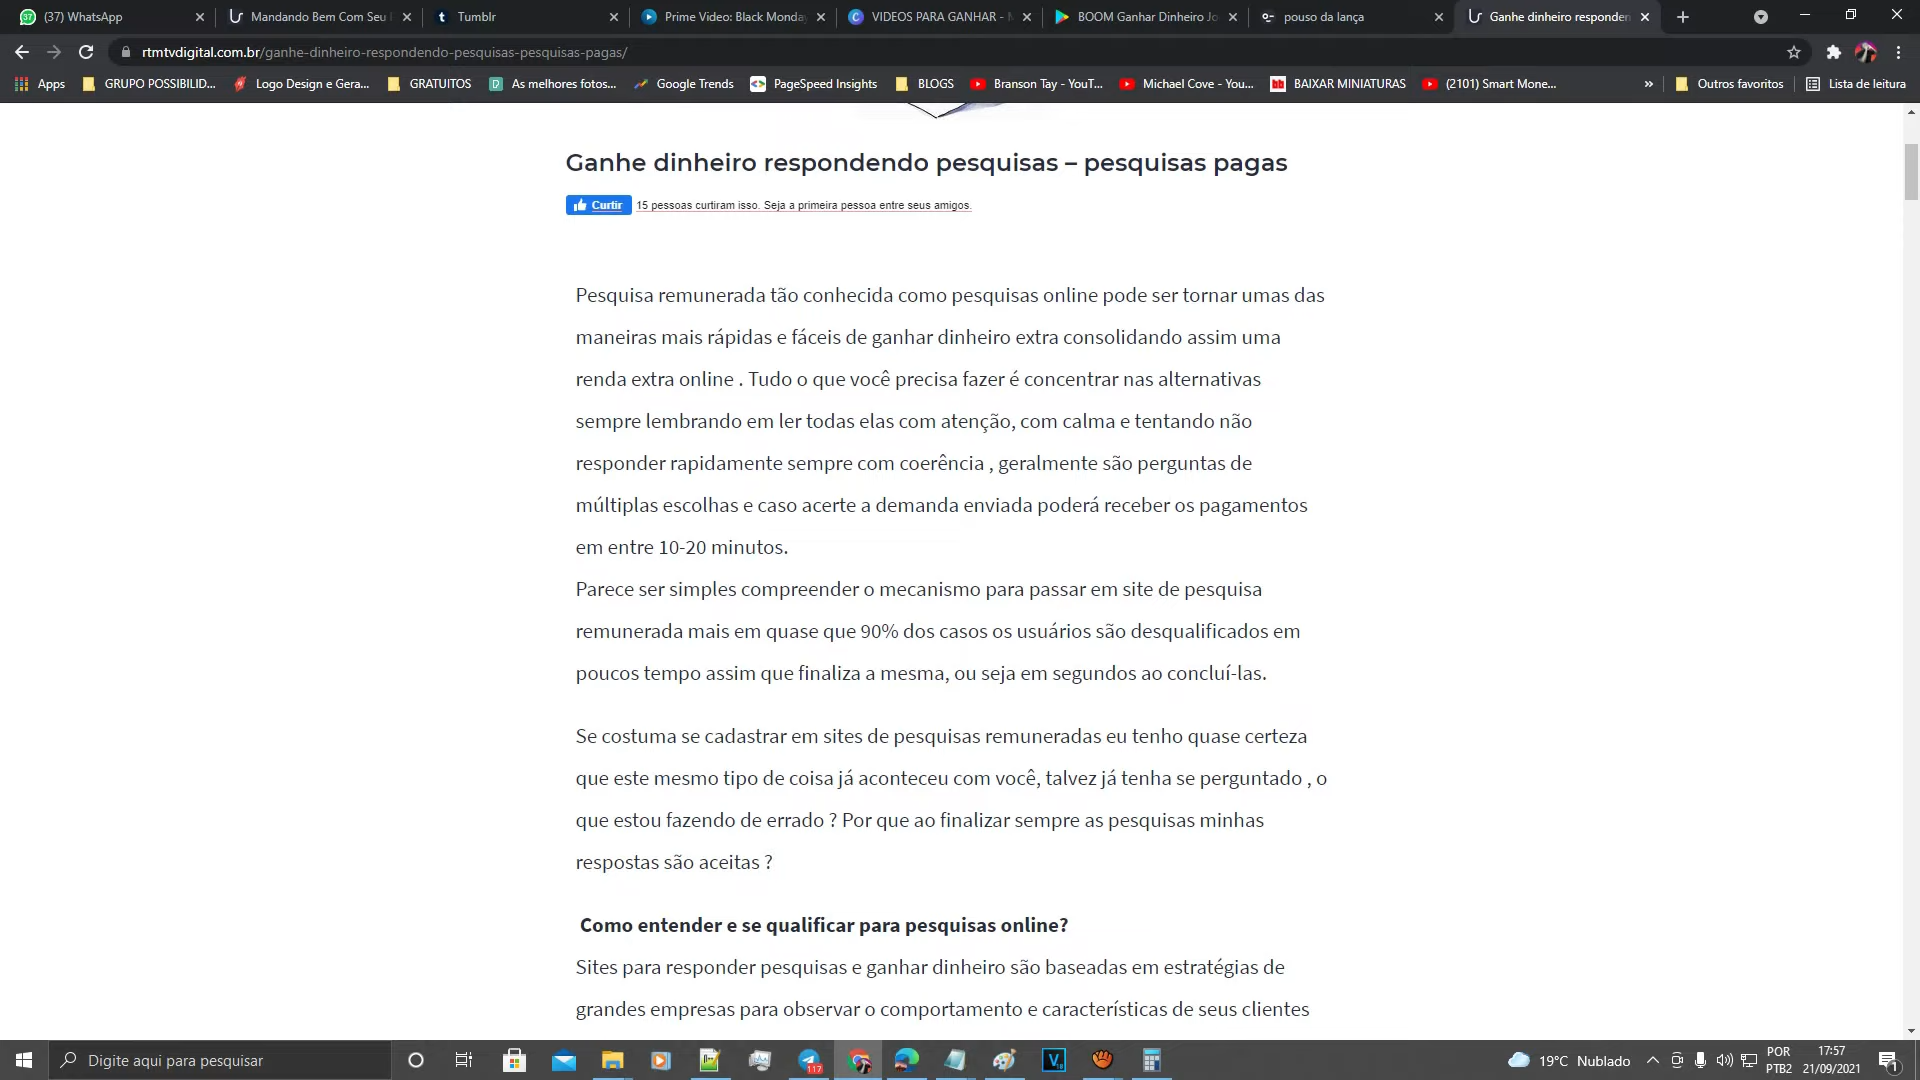 (37) WhatsApp
Mandando Bem Com Seu
Tumblr
Prime Video: Black Monday
VIDEOS PARA GANHAR -
BOOM Ganhar Dinheiro Jo
pouso da lança
Ganhe dinheiro responden
rtmtvdigital.com.br/ganhe-dinheiro-respondendo-pesquisas-pesquisas-pagas/
Apps
GRUPO POSSIBILID...
Logo Design e Gera...
GRATUITOS
As melhores fotos...
Google Trends
PageSpeed Insights
BLOGS
Branson Tay - YouT...
Michael Cove - You...
BAIXAR MINIATURAS
(2101) Smart Mone...
»
Outros favoritos
Lista de leitura
Ganhe dinheiro respondendo pesquisas – pesquisas pagas
Curtir 15 pessoas curtiram isso. Seja a primeira pessoa entre seus amigos.
Pesquisa remunerada tão conhecida como pesquisas online pode ser tornar umas das
maneiras mais rápidas e fáceis de ganhar dinheiro extra consolidando assim uma
renda extra online . Tudo o que você precisa fazer é concentrar nas alternativas
sempre lembrando em ler todas elas com atenção, com calma e tentando não
responder rapidamente sempre com coerência , geralmente são perguntas de
múltiplas escolhas e caso acerte a demanda enviada poderá receber os pagamentos
em entre 10-20 minutos.
Parece ser simples compreender o mecanismo para passar em site de pesquisa
remunerada mais em quase que 90% dos casos os usuários são desqualificados em
poucos tempo assim que finaliza a mesma, ou seja em segundos ao concluí-las.
Se costuma se cadastrar em sites de pesquisas remuneradas eu tenho quase certeza
que este mesmo tipo de coisa já aconteceu com você, talvez já tenha se perguntado , o
que estou fazendo de errado ? Por que ao finalizar sempre as pesquisas minhas
respostas são aceitas ?
Como entender e se qualificar para pesquisas online?
Sites para responder pesquisas e ganhar dinheiro são baseadas em estratégias de
grandes empresas para observar o comportamento e características de seus clientes
Digite aqui para pesquisar
117
19°C Nublado
POR
PTB2
17:57
21/09/2021
1